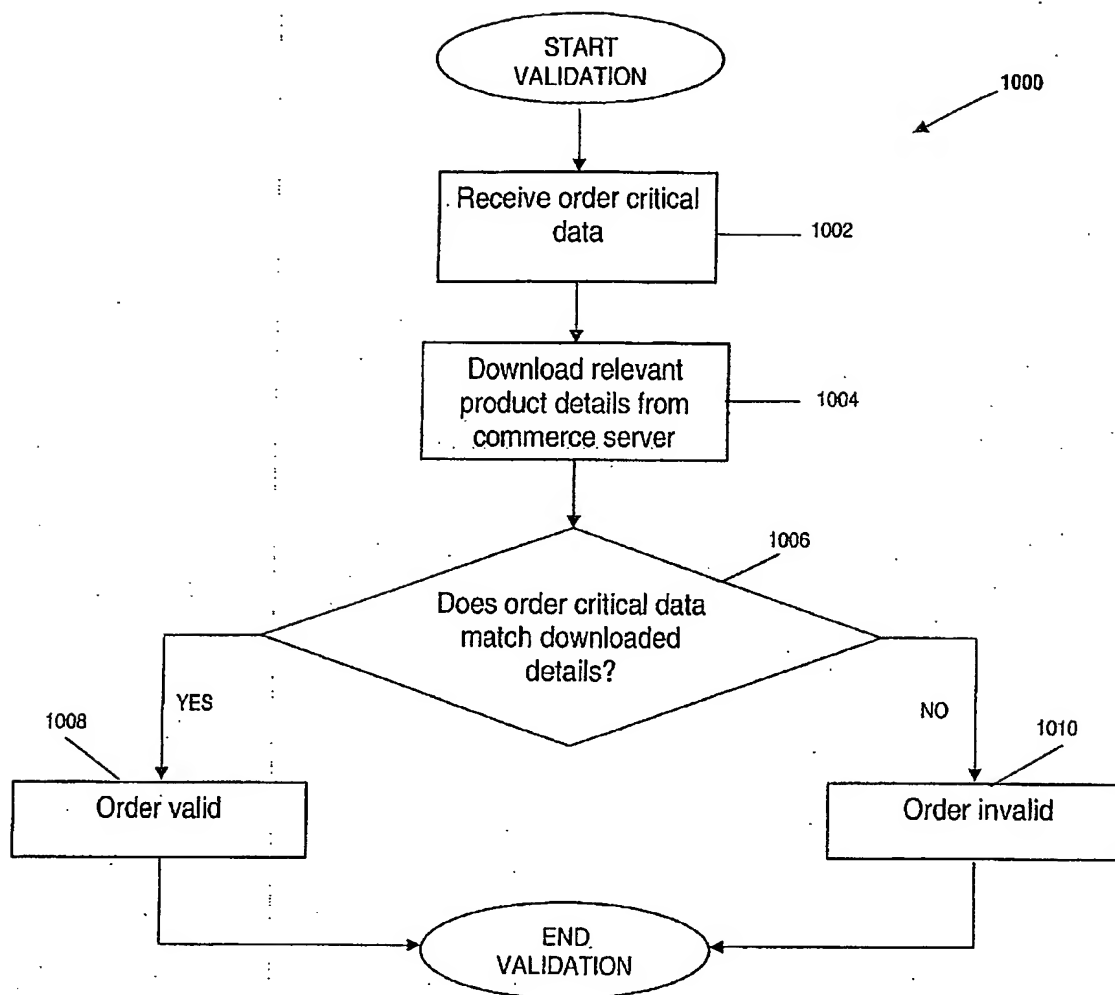 START
VALIDATION
1000
Receive order critical
data
1002
Download relevant
product details from
commerce server
1004
1006
Does order critical data
match downloaded
details?
YES
NO
1008
1010
Order valid
Order invalid
END
VALIDATION